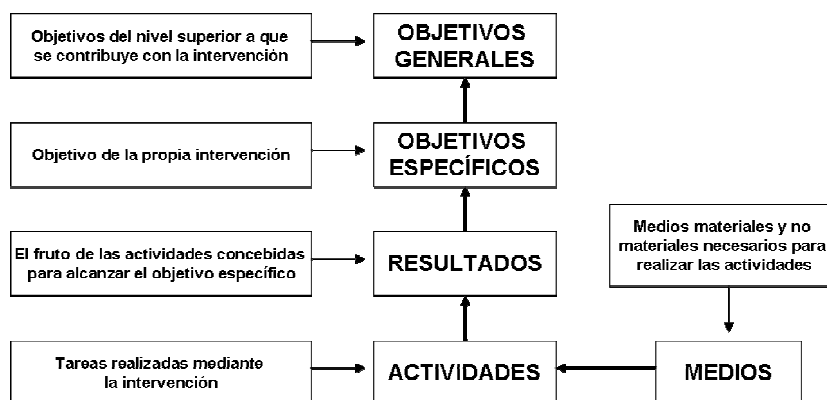 Objetivos del nivel superior a que
se contribuye con la intervención
OBJETIVOS
GENERALES
Objetivo de la propia intervención
OBJETIVOS
ESPECÍFICOS
El fruto de las actividades concebidas
para alcanzar el objetivo específico
RESULTADOS
Medios materiales y no
materiales necesarios para
realizar las actividades
Tareas realizadas mediante
la intervención
ACTIVIDADES
MEDIOS